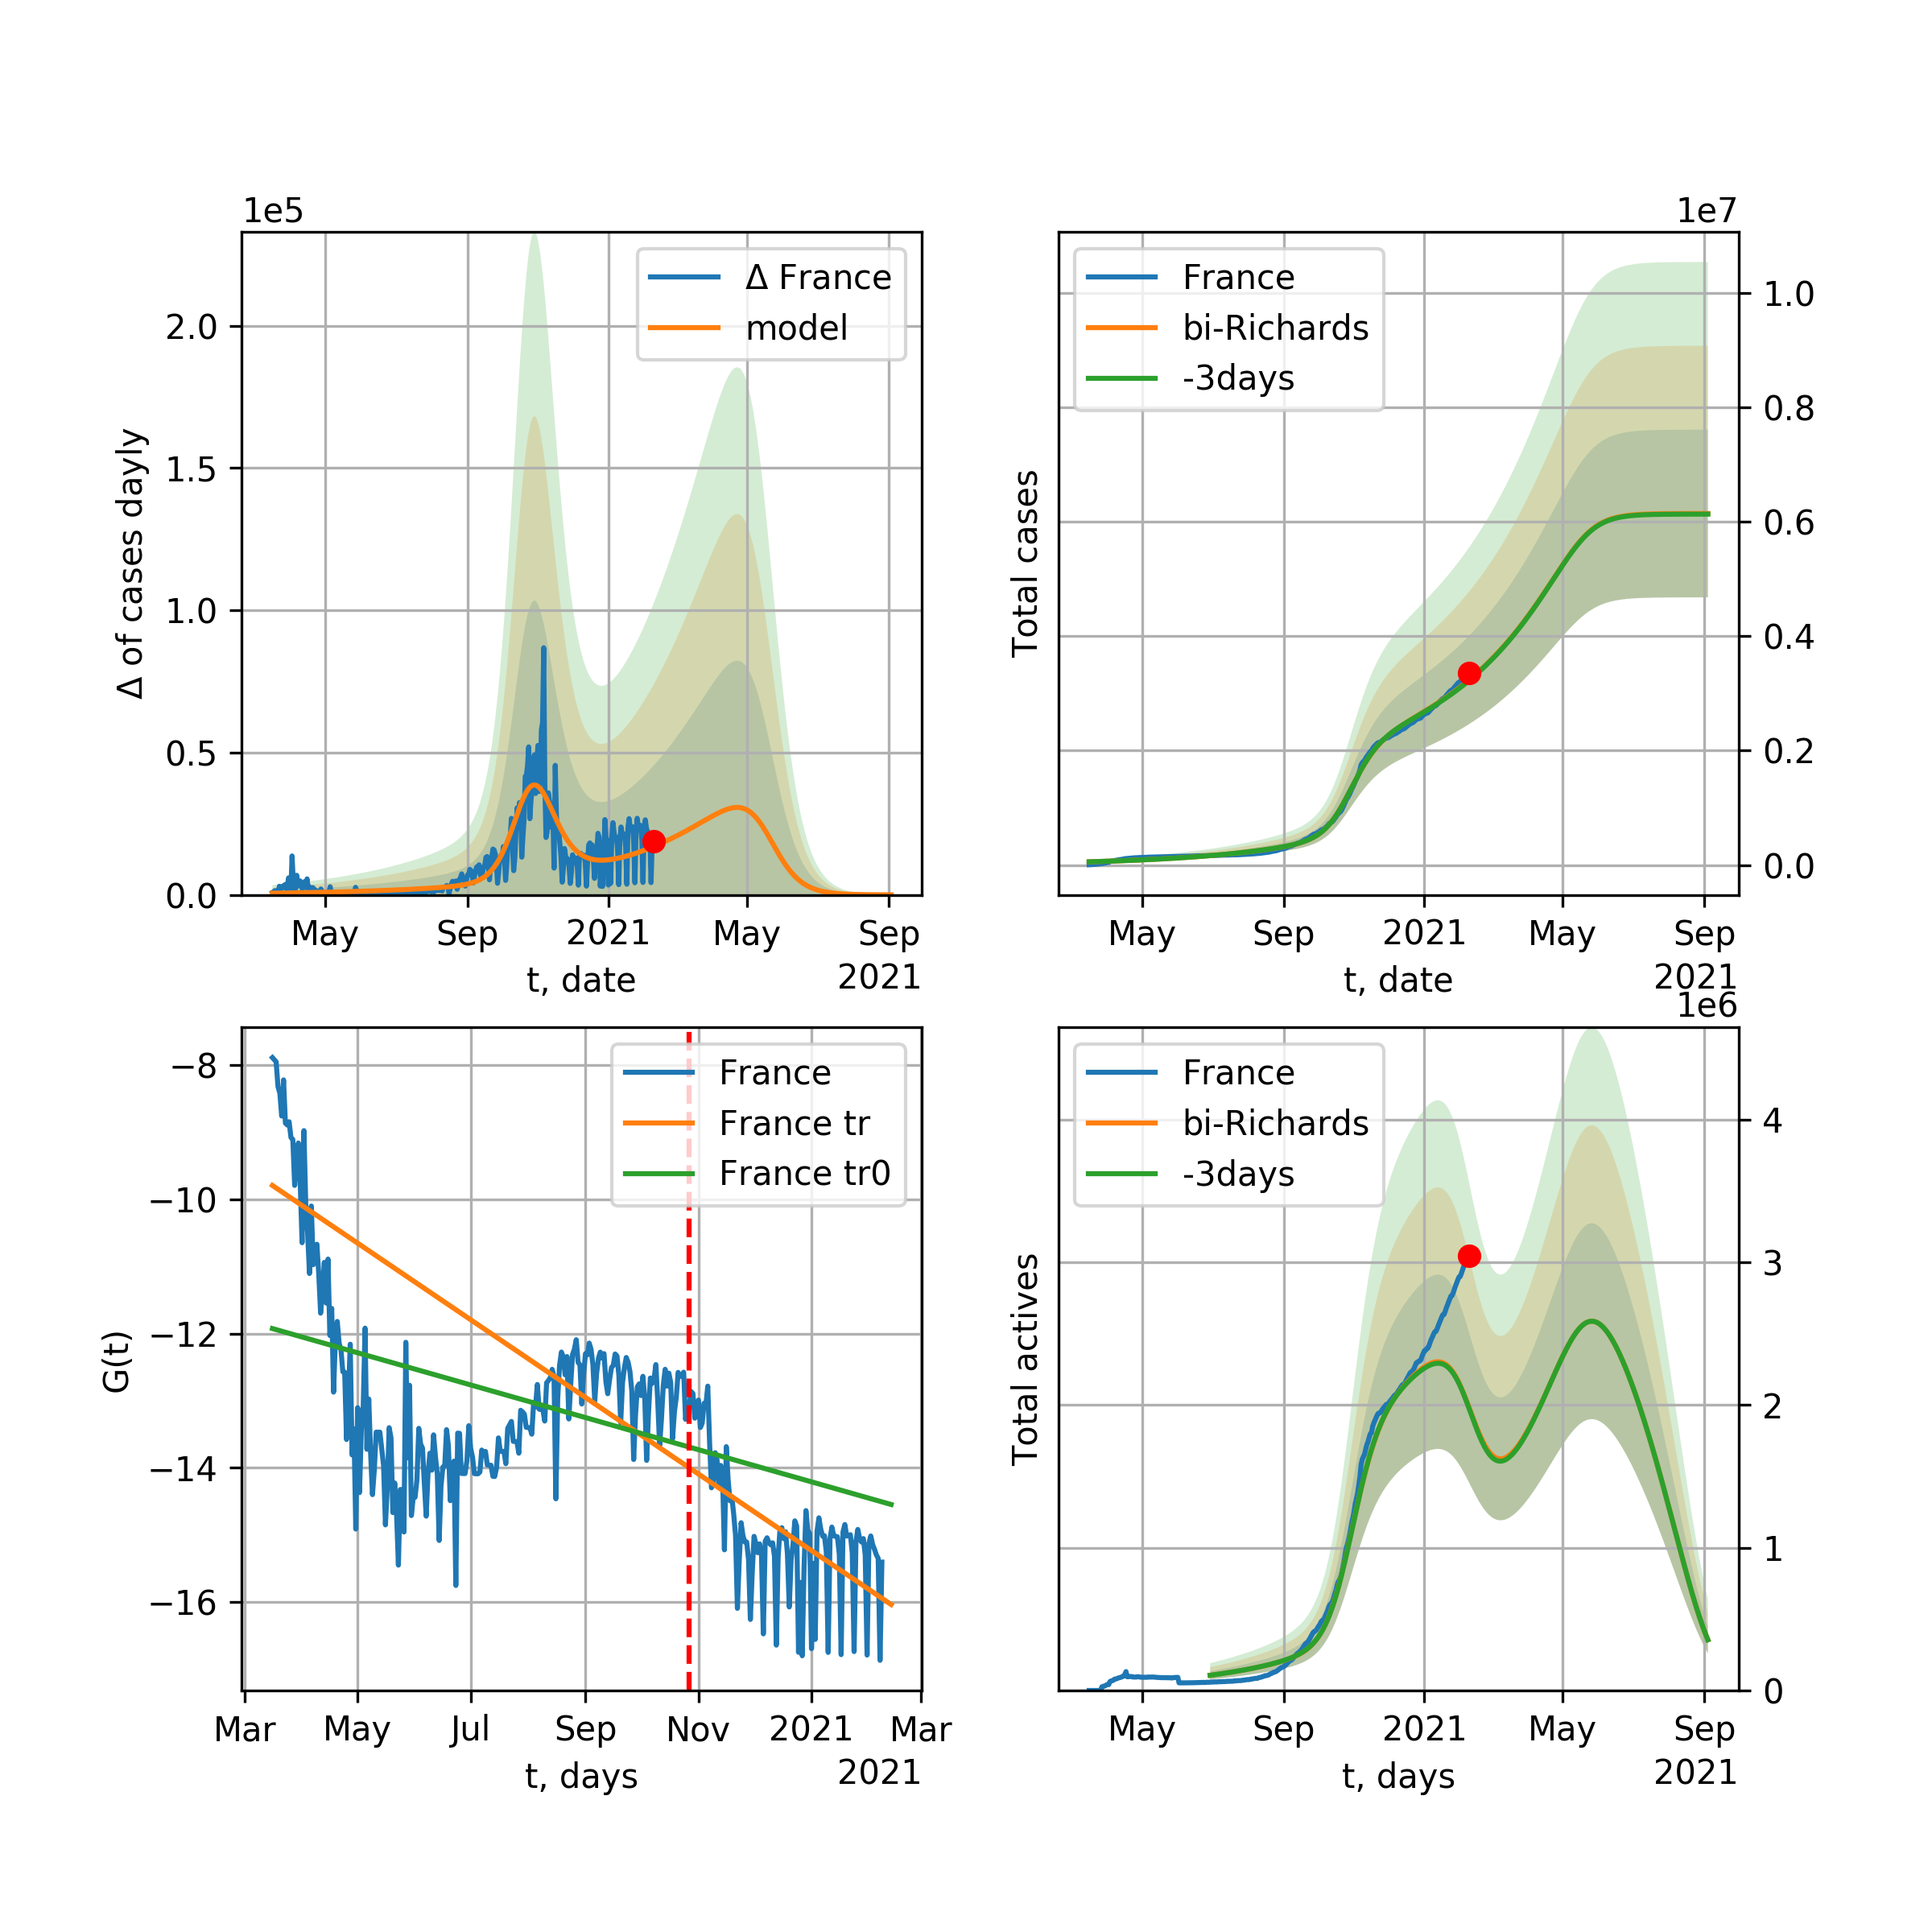 1e5
Δ of cases dayly
2.0
1.5
1.0
0.5
0.0
Δ France
model
May
Sep
2021
May
Sep
2021
t, date
1e7
Total cases
France
bi-Richards
-3days
1.0
0.8
0.6
0.4
0.2
0.0
May
Sep
2021
May
Sep
2021
t, date
G(t)
−8
−10
−12
−14
−16
France
France tr
France tr0
Mar
May
Jul
Sep
Nov
2021
Mar
2021
t, days
1e6
Total actives
France
bi-Richards
-3days
4
3
2
1
0
May
Sep
2021
May
Sep
2021
t, days